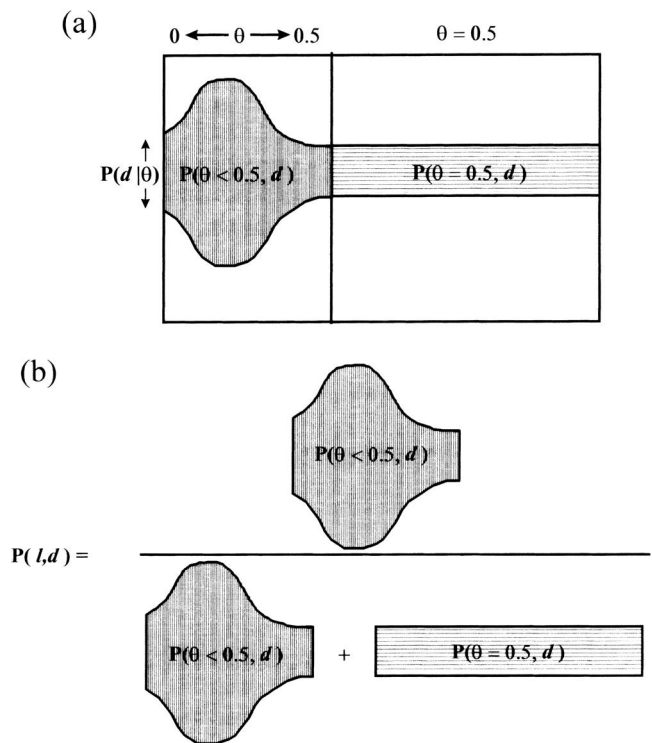 (a)
0 ◄── θ ──► 0.5 θ = 0.5
P(d |θ) P(θ < 0.5, d ) P(θ = 0.5, d )
(b)
P(θ < 0.5, d )
P( l,d ) =
P(θ < 0.5, d ) + P(θ = 0.5, d )